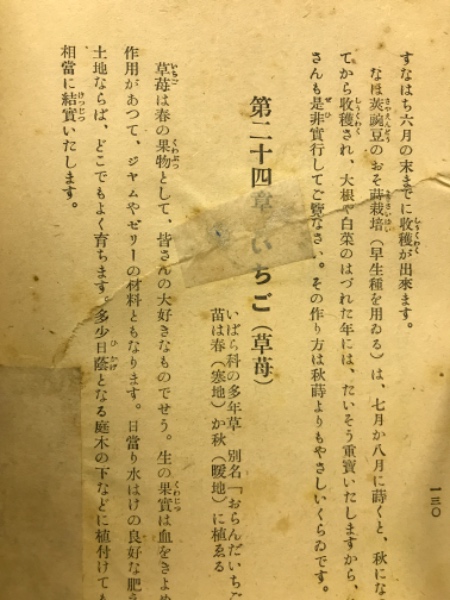 すなはち六月の末までに收穫が出來ます。
なほ莢豌豆のおそ蒔栽培（早生種を用ゐる）は、七月か八月に蒔くと、秋にな
てから收穫され、大根や白菜のはづれた年には、たいそう重寶いたしますから、
さんも是非實行してご覽なさい。その作り方は秋蒔よりもやさしいくらゐです。
第二十四章 いちご（草苺）
いばら科の多年草 別名「おらんだいちご
苗は春（寒地）か秋（暖地）に植ゑる
草苺は春の果物として、皆さんの大好きなものでせう。生の果實は血をきよめ
作用があつて、ジャムやゼリーの材料ともなります。日當り水はけの良好な肥え
土地ならば、どこでもよく育ちます。多少日蔭となる庭木の下などに植付けても
相當に結實いたします。
一三〇